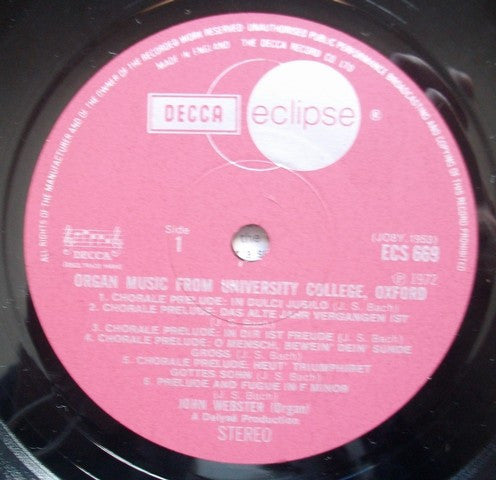 ALL RIGHTS OF THE MANUFACTURER AND OF THE OWNER OF THE RECORDED WORK RESERVED · UNAUTHORISED PUBLIC PERFORMANCE BROADCASTING AND COPYING OF THIS RECORD PROHIBITED
MADE IN ENGLAND · THE DECCA RECORD CO LTD
DECCA eclipse ®
Side
1
DECCA
(JOBY.1953)
ECS 669
℗ 1972
ORGAN MUSIC FROM UNIVERSITY COLLEGE, OXFORD
1. CHORALE PRELUDE: IN DULCI JUBILO (J. S. Bach)
2. CHORALE PRELUDE: DAS ALTE JAHR VERGANGEN IST
(J. S. Bach)
3. CHORALE PRELUDE: IN DIR IST FREUDE (J. S. Bach)
4. CHORALE PRELUDE: O MENSCH, BEWEIN' DEIN' SUNDE
GROSS (J. S. Bach)
5. CHORALE PRELUDE: HEUT' TRIUMPHIRET
GOTTES SOHN (J. S. Bach)
6. PRELUDE AND FUGUE IN F MINOR
(J. S. Bach)
JOHN WEBSTER (Organ)
A Delysé Production
STEREO